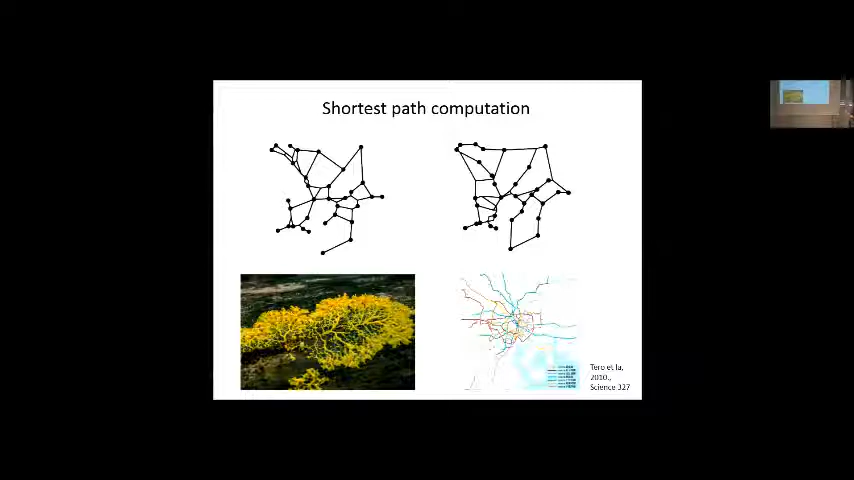 Shortest path computation
Tero et la,
2010.,
Science 327